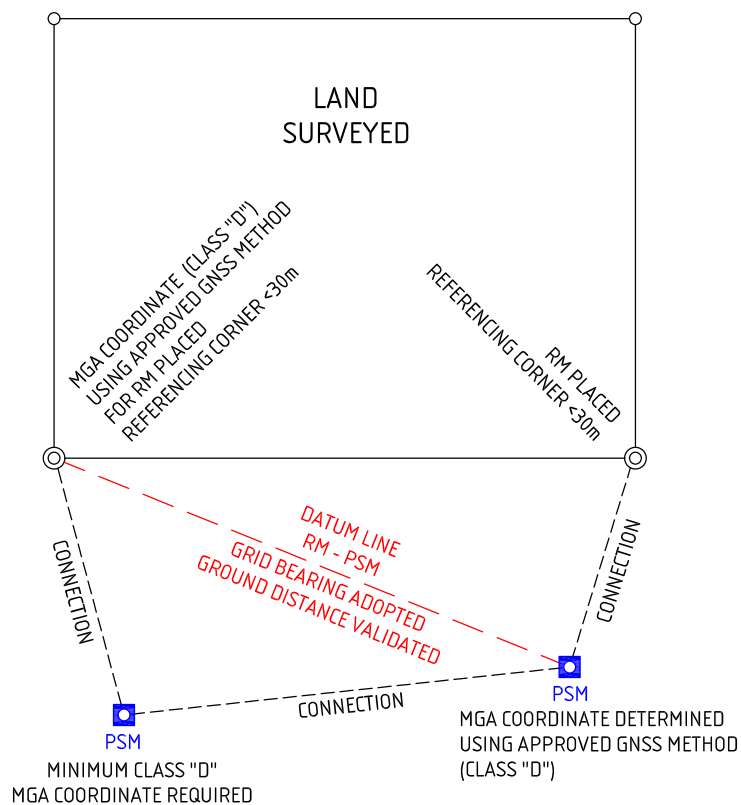 LAND
SURVEYED
MGA COORDINATE (CLASS "D")
USING APPROVED GNSS METHOD
FOR RM PLACED
REFERENCING CORNER <30m
RM PLACED
REFERENCING CORNER <30m
DATUM LINE
RM - PSM
GRID BEARING ADOPTED
GROUND DISTANCE VALIDATED
CONNECTION
CONNECTION
CONNECTION
PSM
MGA COORDINATE DETERMINED
USING APPROVED GNSS METHOD
(CLASS "D")
PSM
MINIMUM CLASS "D"
MGA COORDINATE REQUIRED